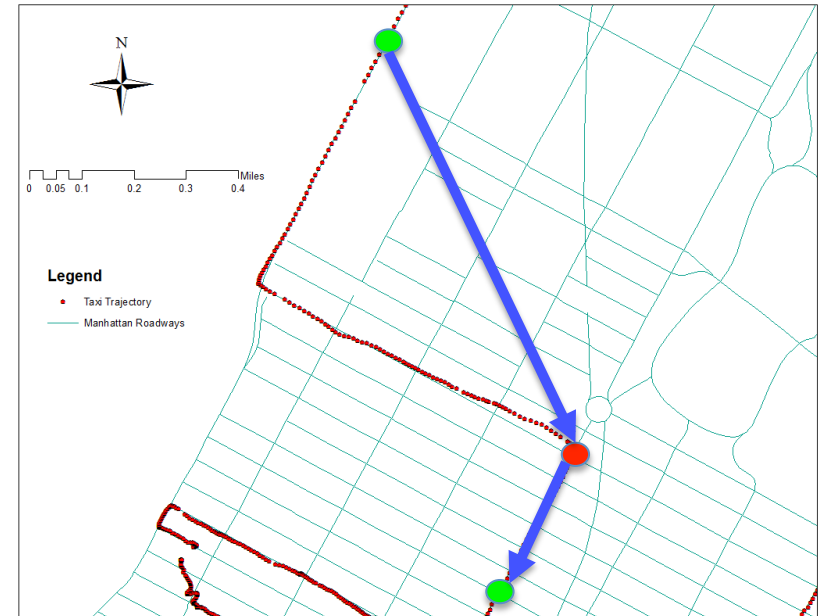 N
Miles
0 0.05 0.1 0.2 0.3 0.4
Legend
Taxi Trajectory
Manhattan Roadways